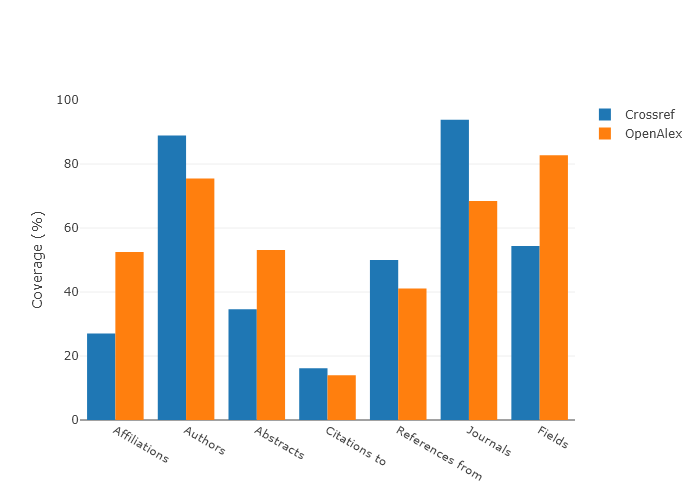 100
80
60
40
20
0
Coverage (%)
Affiliations
Authors
Abstracts
Citations to
References from
Journals
Fields
Crossref
OpenAlex